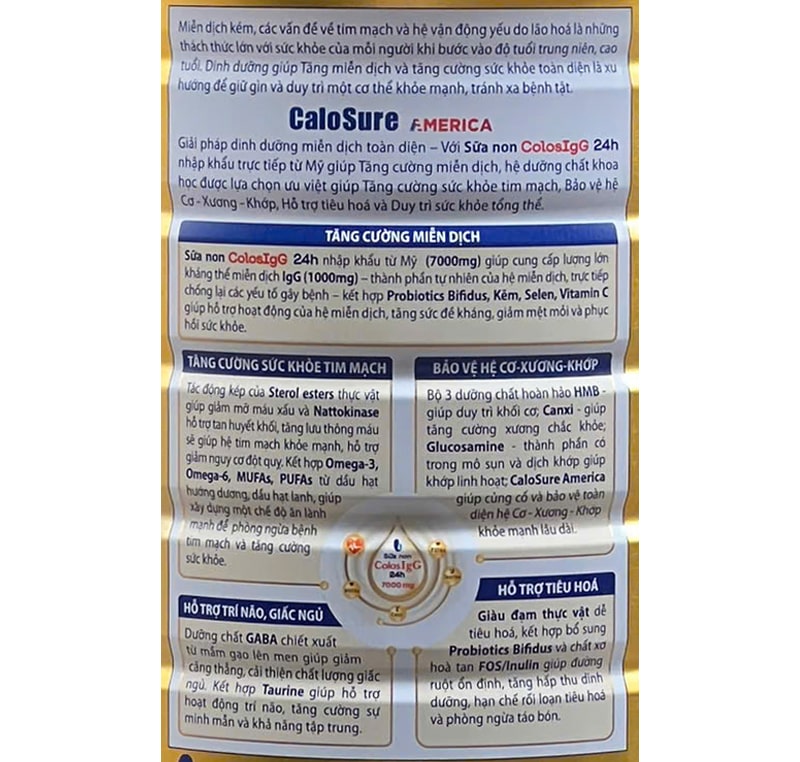 Miễn dịch kém, các vấn đề về tim mạch và hệ vận động yếu do lão hoá là những
thách thức lớn với sức khỏe của mỗi người khi bước vào độ tuổi trung niên, cao
tuổi. Dinh dưỡng giúp Tăng miễn dịch và tăng cường sức khỏe toàn diện là xu
hướng để giữ gìn và duy trì một cơ thể khỏe mạnh, tránh xa bệnh tật.
CaloSure AMERICA
Giải pháp dinh dưỡng miễn dịch toàn diện – Với Sữa non ColosIgG 24h
nhập khẩu trực tiếp từ Mỹ giúp Tăng cường miễn dịch, hệ dưỡng chất khoa
học được lựa chọn ưu việt giúp Tăng cường sức khỏe tim mạch, Bảo vệ hệ
Cơ - Xương - Khớp, Hỗ trợ tiêu hoá và Duy trì sức khỏe tổng thể.
TĂNG CƯỜNG MIỄN DỊCH
Sữa non ColosIgG 24h nhập khẩu từ Mỹ (7000mg) giúp cung cấp lượng lớn
kháng thể miễn dịch IgG (1000mg) – thành phần tự nhiên của hệ miễn dịch, trực tiếp
chống lại các yếu tố gây bệnh – kết hợp Probiotics Bifidus, Kẽm, Selen, Vitamin C
giúp hỗ trợ hoạt động của hệ miễn dịch, tăng sức đề kháng, giảm mệt mỏi và phục
hồi sức khỏe.
TĂNG CƯỜNG SỨC KHỎE TIM MẠCH
Tác động kép của Sterol esters thực vật
giúp giảm mỡ máu xấu và Nattokinase
hỗ trợ tan huyết khối, tăng lưu thông máu
sẽ giúp hệ tim mạch khỏe mạnh, hỗ trợ
giảm nguy cơ đột quỵ. Kết hợp Omega-3,
Omega-6, MUFAs, PUFAs từ dầu hạt
hướng dương, dầu hạt lanh, giúp
xây dựng một chế độ ăn lành
mạnh để phòng ngừa bệnh
tim mạch và tăng cường
sức khỏe.
BẢO VỆ HỆ CƠ-XƯƠNG-KHỚP
Bộ 3 dưỡng chất hoàn hảo HMB -
giúp duy trì khối cơ; Canxi - giúp
tăng cường xương chắc khỏe;
Glucosamine - thành phần có
trong mô sụn và dịch khớp giúp
khớp linh hoạt; CaloSure America
giúp củng cố và bảo vệ toàn
diện hệ Cơ - Xương - Khớp
khỏe mạnh lâu dài.
Sữa non
ColosIgG
24h
7000 mg
HỖ TRỢ TRÍ NÃO, GIẤC NGỦ
Dưỡng chất GABA chiết xuất
từ mầm gạo lên men giúp giảm
căng thẳng, cải thiện chất lượng giấc
ngủ. Kết hợp Taurine giúp hỗ trợ
hoạt động trí não, tăng cường sự
minh mẫn và khả năng tập trung.
HỖ TRỢ TIÊU HOÁ
Giàu đạm thực vật dễ
tiêu hoá, kết hợp bổ sung
Probiotics Bifidus và chất xơ
hoà tan FOS/Inulin giúp đường
ruột ổn định, tăng hấp thu dinh
dưỡng, hạn chế rối loạn tiêu hoá
và phòng ngừa táo bón.